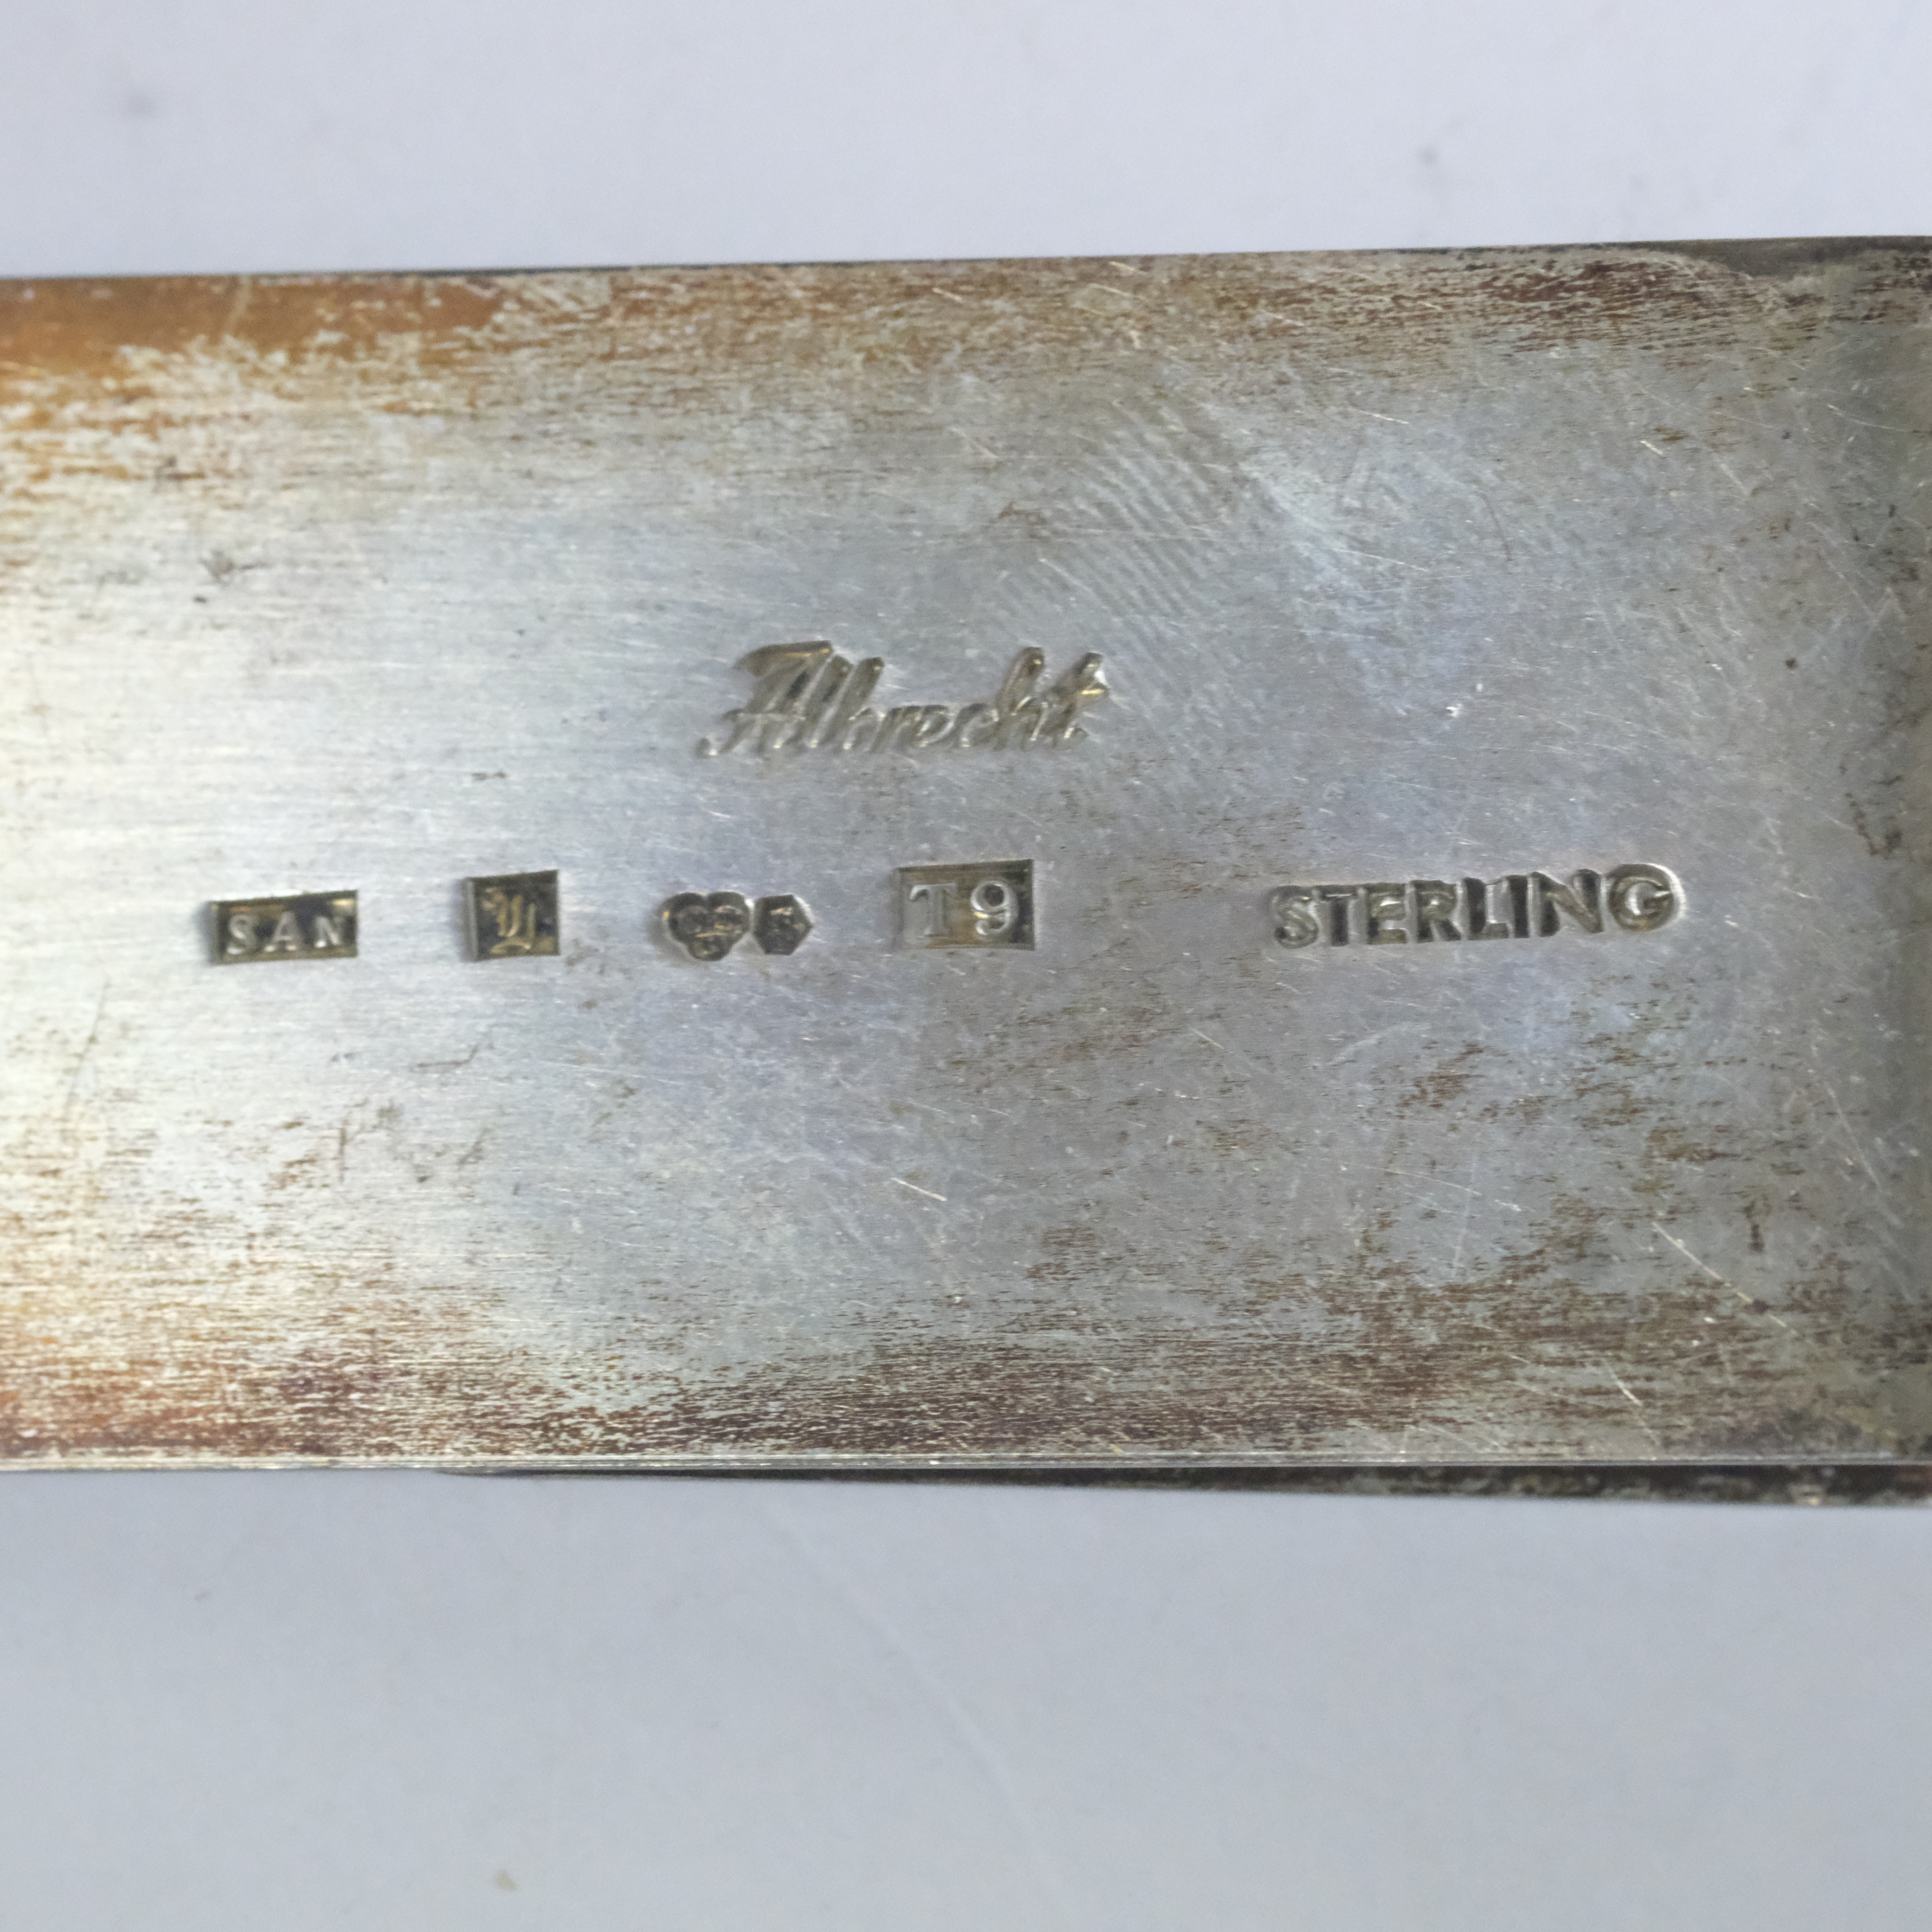 Albrecht
SAN T9 STERLING